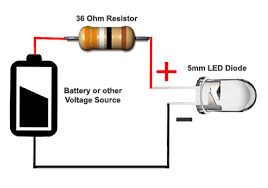 36 Ohm Resistor
+
5mm LED Diode
Battery or other
Voltage Source
-